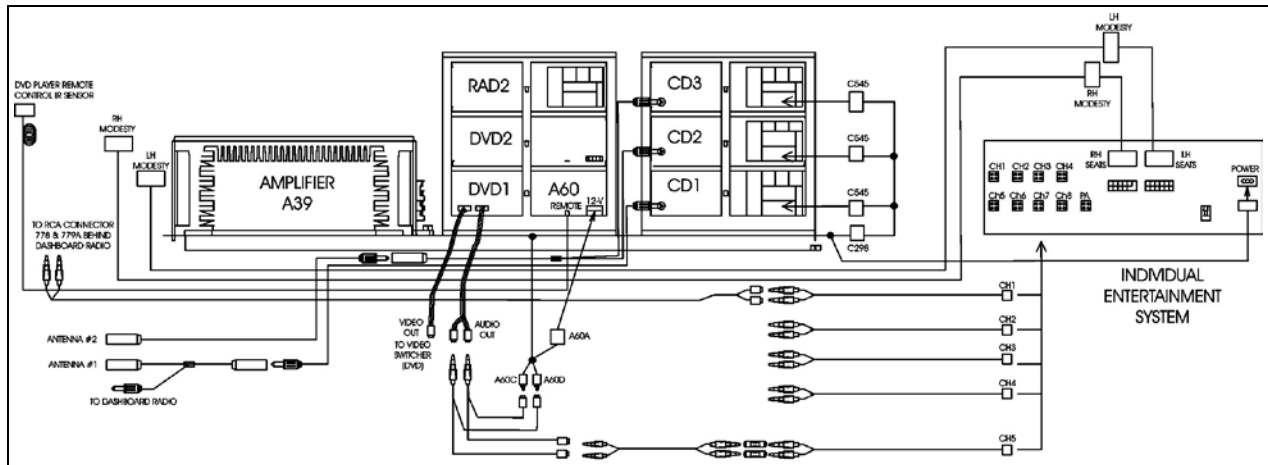 DVD PLAYER REMOTE
CONTROL IR SENSOR
RH
MODESTY
LH
MODESTY
AMPLIFIER
A39
TO RCA CONNECTOR
778 & 779A BEHIND
DASHBOARD RADIO
ANTENNA #2
ANTENNA #1
TO DASHBOARD RADIO
RAD2
DVD2
DVD1
A60
REMOTE
12-V
VIDEO
OUT
TO VIDEO
SWITCHER
(DVD)
AUDIO
OUT
A60A
A60C
A60D
CD3
CD2
CD1
C545
C545
C545
C298
LH
MODESTY
RH
MODESTY
RH
SEATS
LH
SEATS
POWER
CH1 CH2 CH3 CH4
Ch5 Ch6 Ch7 Ch8 PA
INDIVIDUAL
ENTERTAINMENT
SYSTEM
CH1
CH2
CH3
CH4
CH5